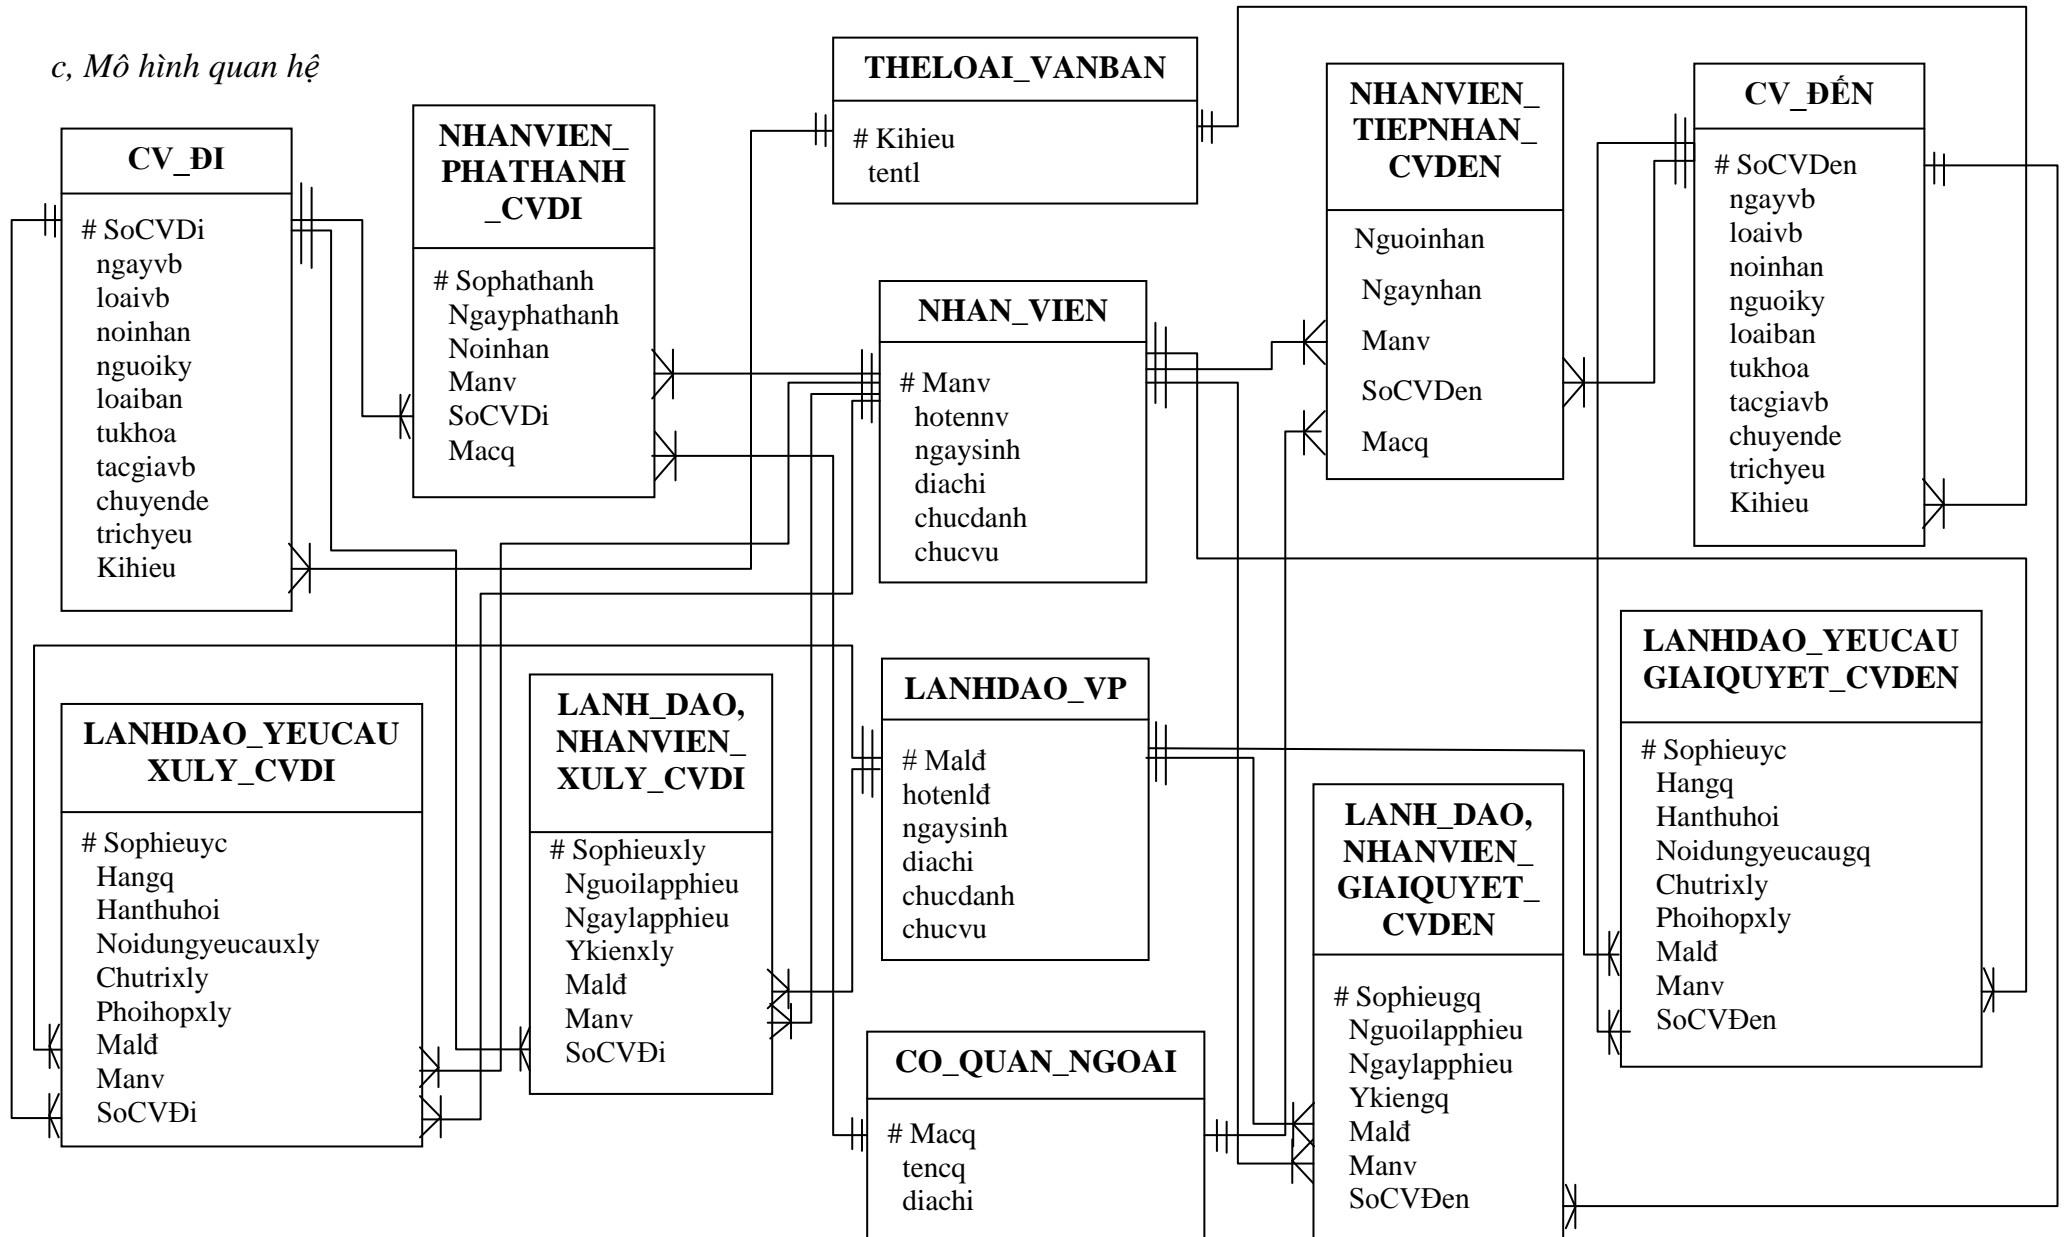 c, Mô hình quan hệ
CV_ĐI
# SoCVDi
ngayvb
loaivb
noinhan
nguoiky
loaiban
tukhoa
tacgiavb
chuyende
trichyeu
Kihieu
NHANVIEN_
PHATHANH
_CVDI
# Sophathanh
Ngayphathanh
Noinhan
Manv
SoCVDi
Macq
THELOAI_VANBAN
# Kihieu
tentl
NHAN_VIEN
# Manv
hotennv
ngaysinh
diachi
chucdanh
chucvu
NHANVIEN_
TIEPNHAN_
CVDEN
Nguoinhan
Ngaynhan
Manv
SoCVDen
Macq
CV_ĐẾN
# SoCVDen
ngayvb
loaivb
noinhan
nguoiky
loaiban
tukhoa
tacgiavb
chuyende
trichyeu
Kihieu
LANHDAO_YEUCAU
XULY_CVDI
# Sophieuyc
Hangq
Hanthuhoi
Noidungyeucauxly
Chutrixly
Phoihopxly
Malđ
Manv
SoCVĐi
LANH_DAO,
NHANVIEN_
XULY_CVDI
# Sophieuxly
Nguoilapphieu
Ngaylapphieu
Ykienxly
Malđ
Manv
SoCVĐi
LANHDAO_VP
# Malđ
hotenlđ
ngaysinh
diachi
chucdanh
chucvu
CO_QUAN_NGOAI
# Macq
tencq
diachi
LANH_DAO,
NHANVIEN_
GIAIQUYET_
CVDEN
# Sophieugq
Nguoilapphieu
Ngaylapphieu
Ykiengq
Malđ
Manv
SoCVĐen
LANHDAO_YEUCAU
GIAIQUYET_CVDEN
# Sophieuyc
Hangq
Hanthuhoi
Noidungyeucaugq
Chutrixly
Phoihopxly
Malđ
Manv
SoCVĐen